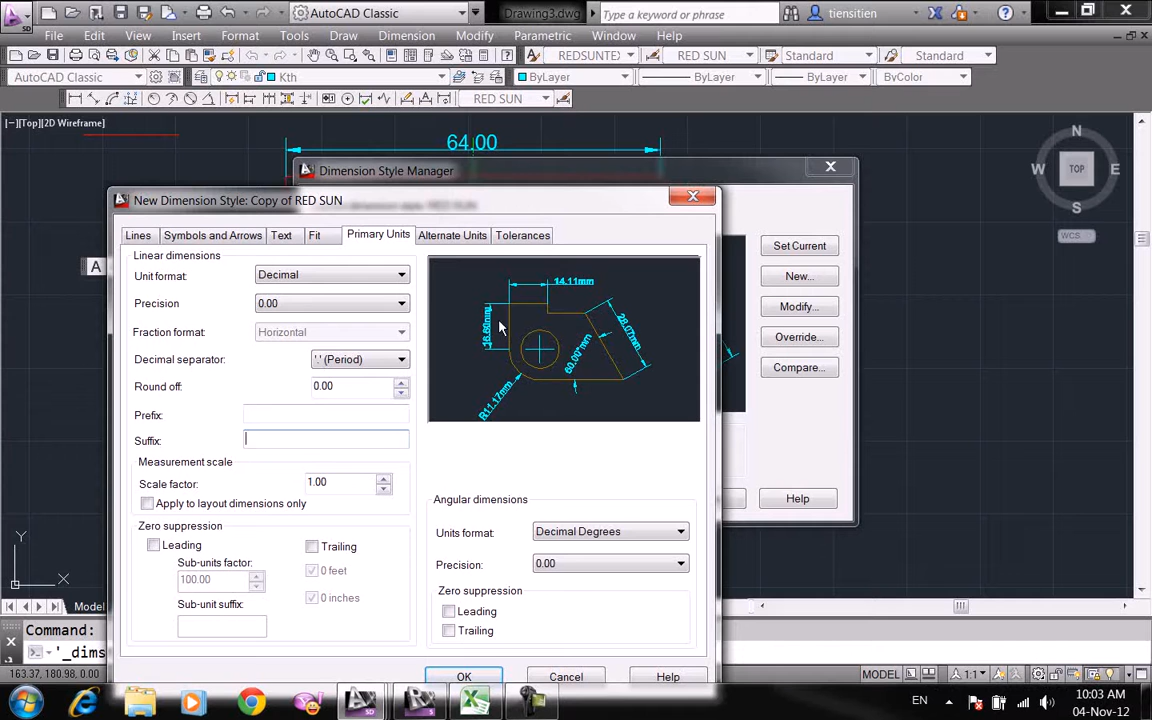 AutoCAD Classic
Drawing3.dwg
Type a keyword or phrase
tiensitien
File Edit View Insert Format Tools Draw Dimension Modify Parametric Window Help
REDSUNTE
RED SUN
Standard
Standard
AutoCAD Classic
Kth
ByLayer
ByLayer
ByLayer
ByColor
RED SUN
[−][Top][2D Wireframe]
64.00
N
W TOP E
S
WCS
Dimension Style Manager
New Dimension Style: Copy of RED SUN
Lines Symbols and Arrows Text Fit Primary Units Alternate Units Tolerances
Linear dimensions
Unit format: Decimal
Precision 0.00
Fraction format: Horizontal
Decimal separator: '.' (Period)
Round off: 0.00
Prefix:
Suffix:
Measurement scale
Scale factor: 1.00
Apply to layout dimensions only
Zero suppression
Leading
Trailing
Sub-units factor:
0 feet
100.00
0 inches
Sub-unit suffix:
14.11mm
16.60mm
28.07mm
60.00°mm
R11.17mm
Angular dimensions
Units format: Decimal Degrees
Precision: 0.00
Zero suppression
Leading
Trailing
OK Cancel Help
Set Current
New...
Modify...
Override...
Compare...
Help
A
Y
X
Model
Command:
'_dims
163.37, 180.98, 0.00
MODEL
1:1
EN
10:03 AM
04-Nov-12